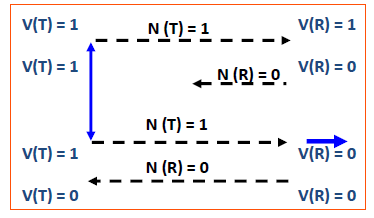 V(T) = 1 N (T) = 1 V(R) = 1
V(T) = 1 N (R) = 0 V(R) = 0
N (T) = 1
V(T) = 1 V(R) = 0
N (R) = 0
V(T) = 0 V(R) = 0